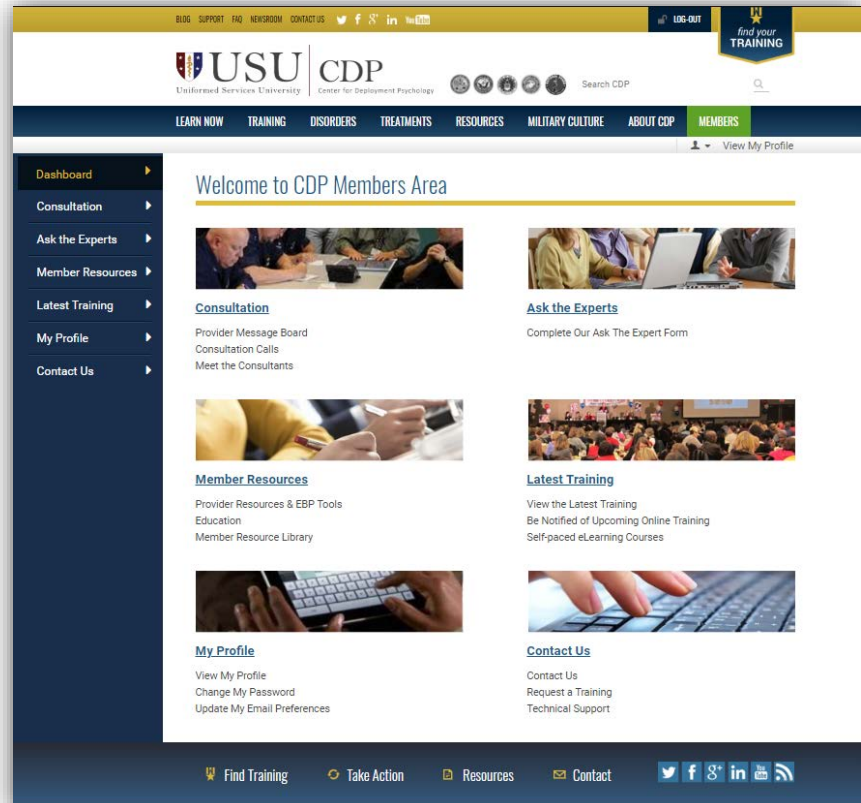 BLOG SUPPORT FAQ NEWSROOM CONTACT US
LOG-OUT
find your
TRAINING
USU CDP
Uniformed Services University Center for Deployment Psychology
Search CDP
LEARN NOW TRAINING DISORDERS TREATMENTS RESOURCES MILITARY CULTURE ABOUT CDP MEMBERS
View My Profile
Dashboard
Consultation
Ask the Experts
Member Resources
Latest Training
My Profile
Contact Us
Welcome to CDP Members Area
Consultation
Provider Message Board
Consultation Calls
Meet the Consultants
Ask the Experts
Complete Our Ask The Expert Form
Member Resources
Provider Resources & EBP Tools
Education
Member Resource Library
Latest Training
View the Latest Training
Be Notified of Upcoming Online Training
Self-paced eLearning Courses
My Profile
View My Profile
Change My Password
Update My Email Preferences
Contact Us
Contact Us
Request a Training
Technical Support
Find Training Take Action Resources Contact